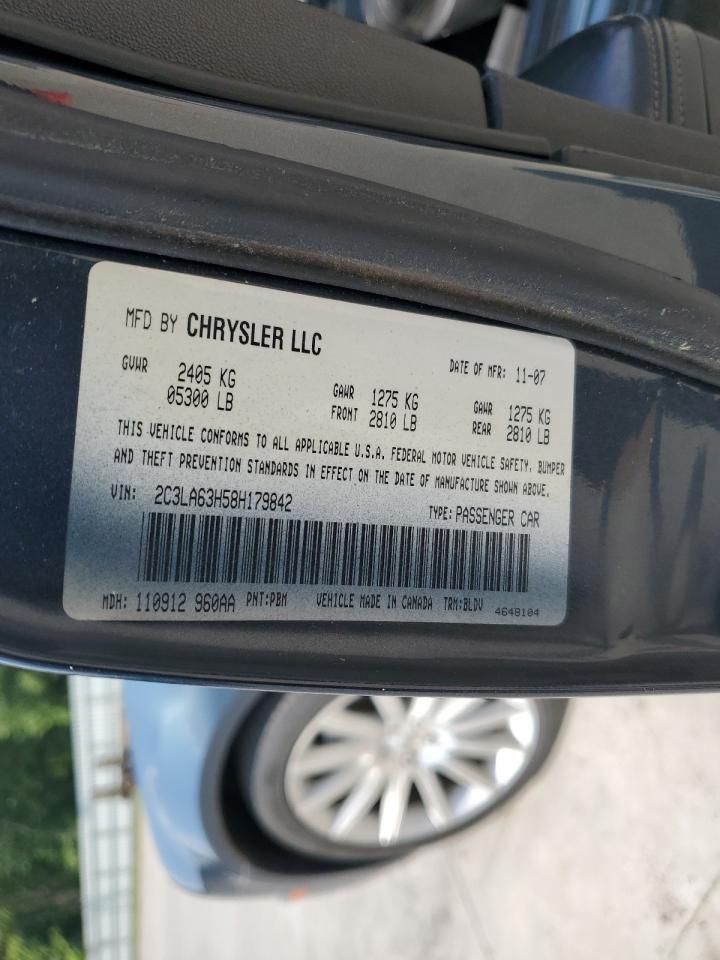 MFD BY CHRYSLER LLC
DATE OF MFR: 11-07
GVWR 2405 KG
05300 LB
GAWR 1275 KG
FRONT 2810 LB
GAWR 1275 KG
REAR 2810 LB
THIS VEHICLE CONFORMS TO ALL APPLICABLE U.S.A. FEDERAL MOTOR VEHICLE SAFETY, BUMPER
AND THEFT PREVENTION STANDARDS IN EFFECT ON THE DATE OF MANUFACTURE SHOWN ABOVE.
VIN: 2C3LA63H58H179842
TYPE: PASSENGER CAR
MDH: 110912 960AA PNT: PBM VEHICLE MADE IN CANADA TRM: BLDV 4648104